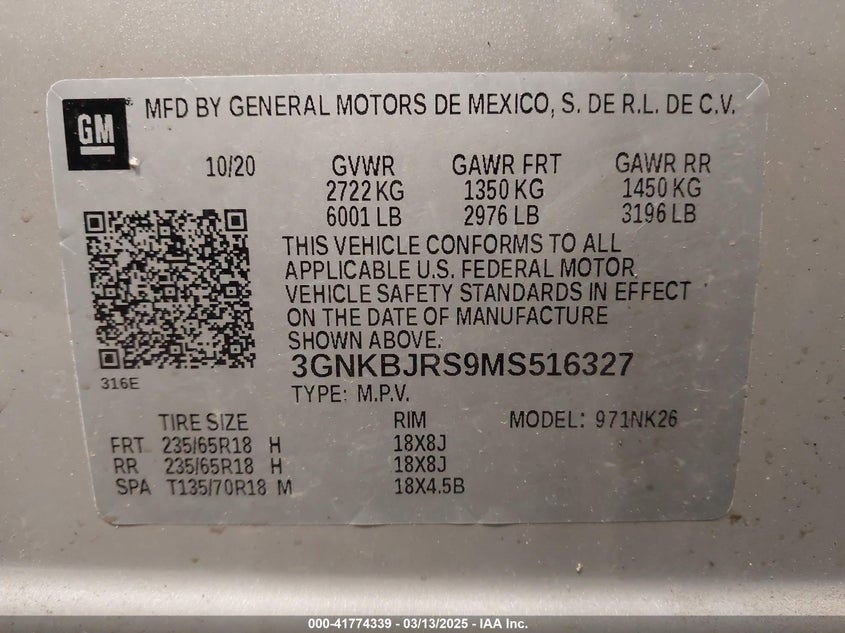 GM
MFD BY GENERAL MOTORS DE MEXICO, S. DE R.L. DE C.V.
10/20 GVWR GAWR FRT GAWR RR
2722 KG 1350 KG 1450 KG
6001 LB 2976 LB 3196 LB
THIS VEHICLE CONFORMS TO ALL
APPLICABLE U.S. FEDERAL MOTOR
VEHICLE SAFETY STANDARDS IN EFFECT
ON THE DATE OF MANUFACTURE
SHOWN ABOVE.
3GNKBJRS9MS516327
316E
TYPE: M.P.V.
TIRE SIZE RIM MODEL: 971NK26
FRT 235/65R18 H 18X8J
RR 235/65R18 H 18X8J
SPA T135/70R18 M 18X4.5B
000-41774339 - 03/13/2025 - IAA Inc.